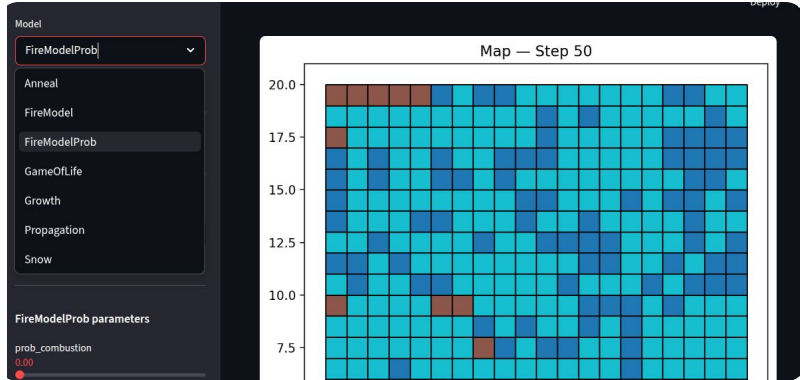 Deploy
Model
FireModelProb
Anneal
FireModel
FireModelProb
GameOfLife
Growth
Propagation
Snow
FireModelProb parameters
prob_combustion
0.00
Map — Step 50
20.0
17.5
15.0
12.5
10.0
7.5